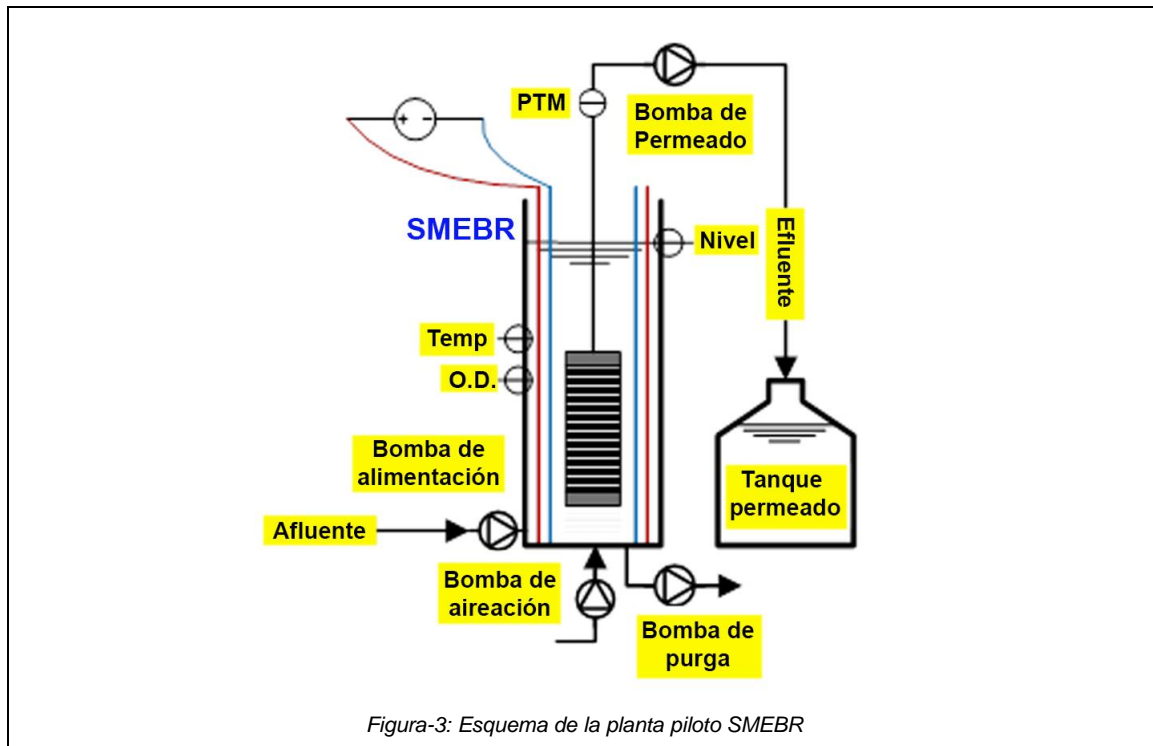 PTM
Bomba de
Permeado
+ -
SMEBR
Nivel
Efluente
Temp
O.D.
Bomba de
alimentación
Tanque
permeado
Afluente
Bomba de
aireación
Bomba de
purga
Figura-3: Esquema de la planta piloto SMEBR